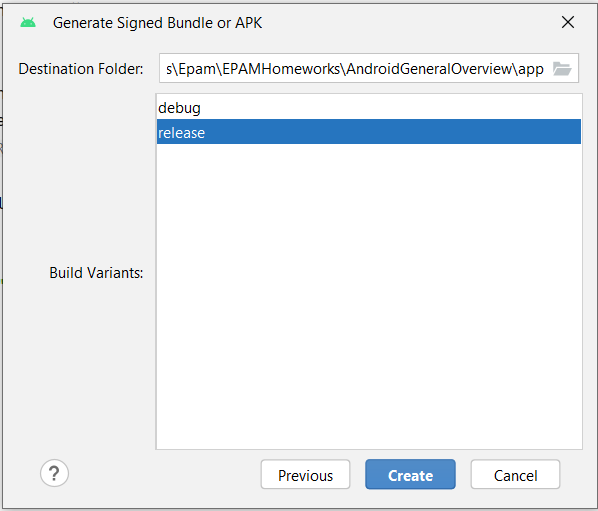 Generate Signed Bundle or APK
Destination Folder: s\Epam\EPAMHomeworks\AndroidGeneralOverview\app
debug
release
Build Variants:
? Previous Create Cancel